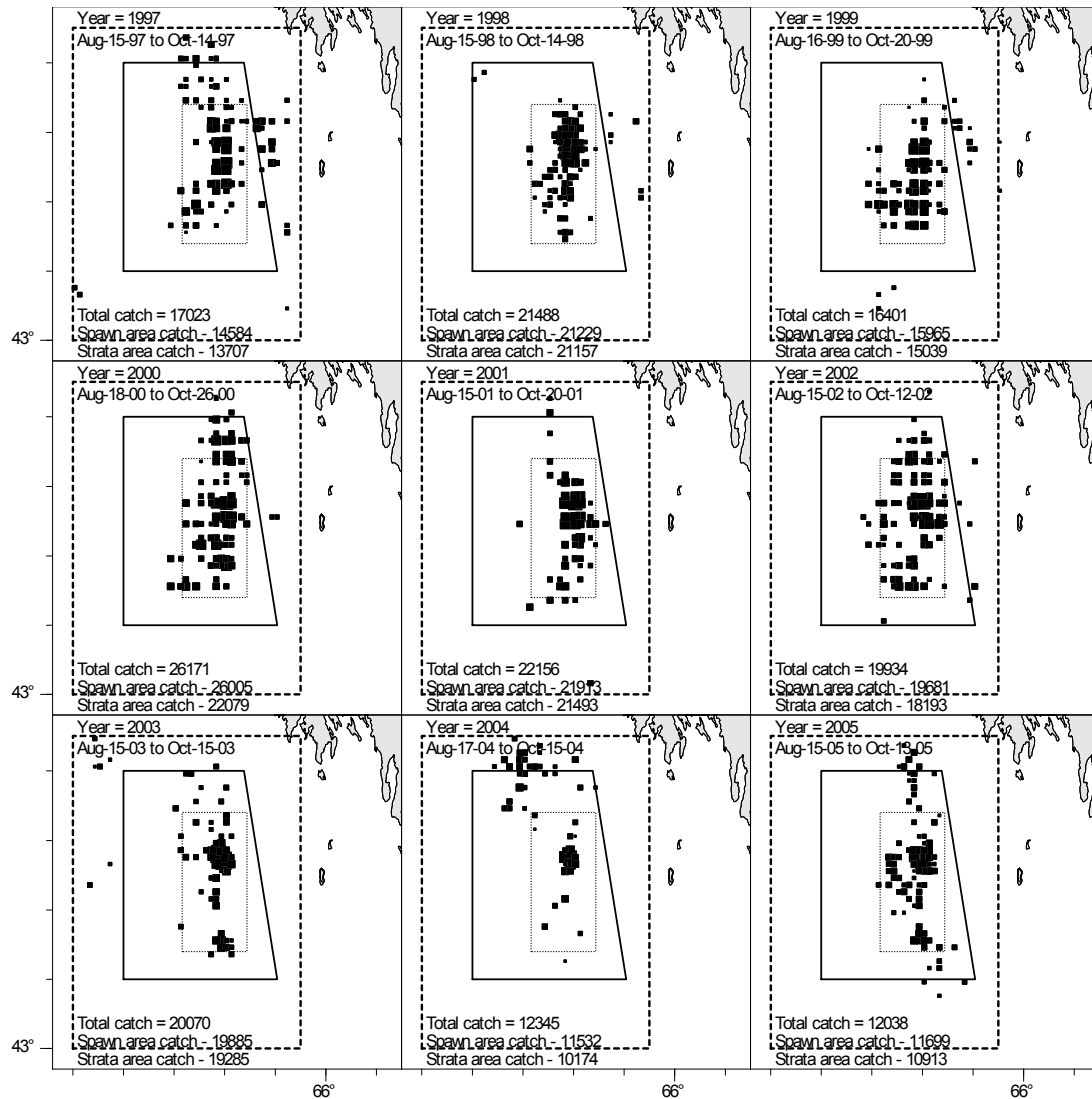 Year = 1997
Aug-15-97 to Oct-14-97
Total catch = 17023
Spawn area catch - 14584
Strata area catch - 13707
Year = 1998
Aug-15-98 to Oct-14-98
Total catch = 21488
Spawn area catch - 21229
Strata area catch - 21157
Year = 1999
Aug-16-99 to Oct-20-99
Total catch = 16401
Spawn area catch - 15965
Strata area catch - 15039
43°
Year = 2000
Aug-18-00 to Oct-26-00
Total catch = 26171
Spawn area catch - 26005
Strata area catch - 22079
Year = 2001
Aug-15-01 to Oct-20-01
Total catch = 22156
Spawn area catch - 21913
Strata area catch - 21493
Year = 2002
Aug-15-02 to Oct-12-02
Total catch = 19934
Spawn area catch - 19681
Strata area catch - 18193
43°
Year = 2003
Aug-15-03 to Oct-15-03
Total catch = 20070
Spawn area catch - 19885
Strata area catch - 19285
Year = 2004
Aug-17-04 to Oct-15-04
Total catch = 12345
Spawn area catch - 11532
Strata area catch - 10174
Year = 2005
Aug-15-05 to Oct-13-05
Total catch = 12038
Spawn area catch - 11699
Strata area catch - 10913
43°
66°
66°
66°